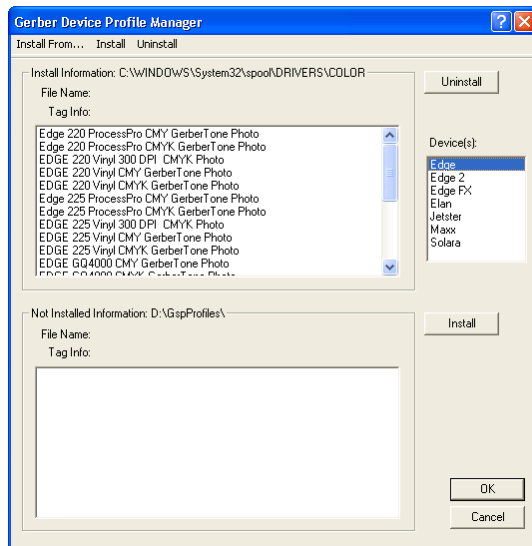 Gerber Device Profile Manager
Install From... Install Uninstall
Install Information: C:\WINDOWS\System32\spool\DRIVERS\COLOR
Uninstall
File Name:
Tag Info:
Edge 220 ProcessPro CMY GerberTone Photo
Edge 220 ProcessPro CMYK GerberTone Photo
EDGE 220 Vinyl 300 DPI CMYK Photo
EDGE 220 Vinyl CMY GerberTone Photo
EDGE 220 Vinyl CMYK GerberTone Photo
Edge 225 ProcessPro CMY GerberTone Photo
Edge 225 ProcessPro CMYK GerberTone Photo
EDGE 225 Vinyl 300 DPI CMYK Photo
EDGE 225 Vinyl CMY GerberTone Photo
EDGE 225 Vinyl CMYK GerberTone Photo
EDGE GQ4000 CMY GerberTone Photo
EDGE GQ4000 CMYK GerberTone Photo
Device(s):
Edge
Edge 2
Edge FX
Elan
Jetster
Maxx
Solara
Not Installed Information: D:\GspProfiles\
Install
File Name:
Tag Info:
OK
Cancel